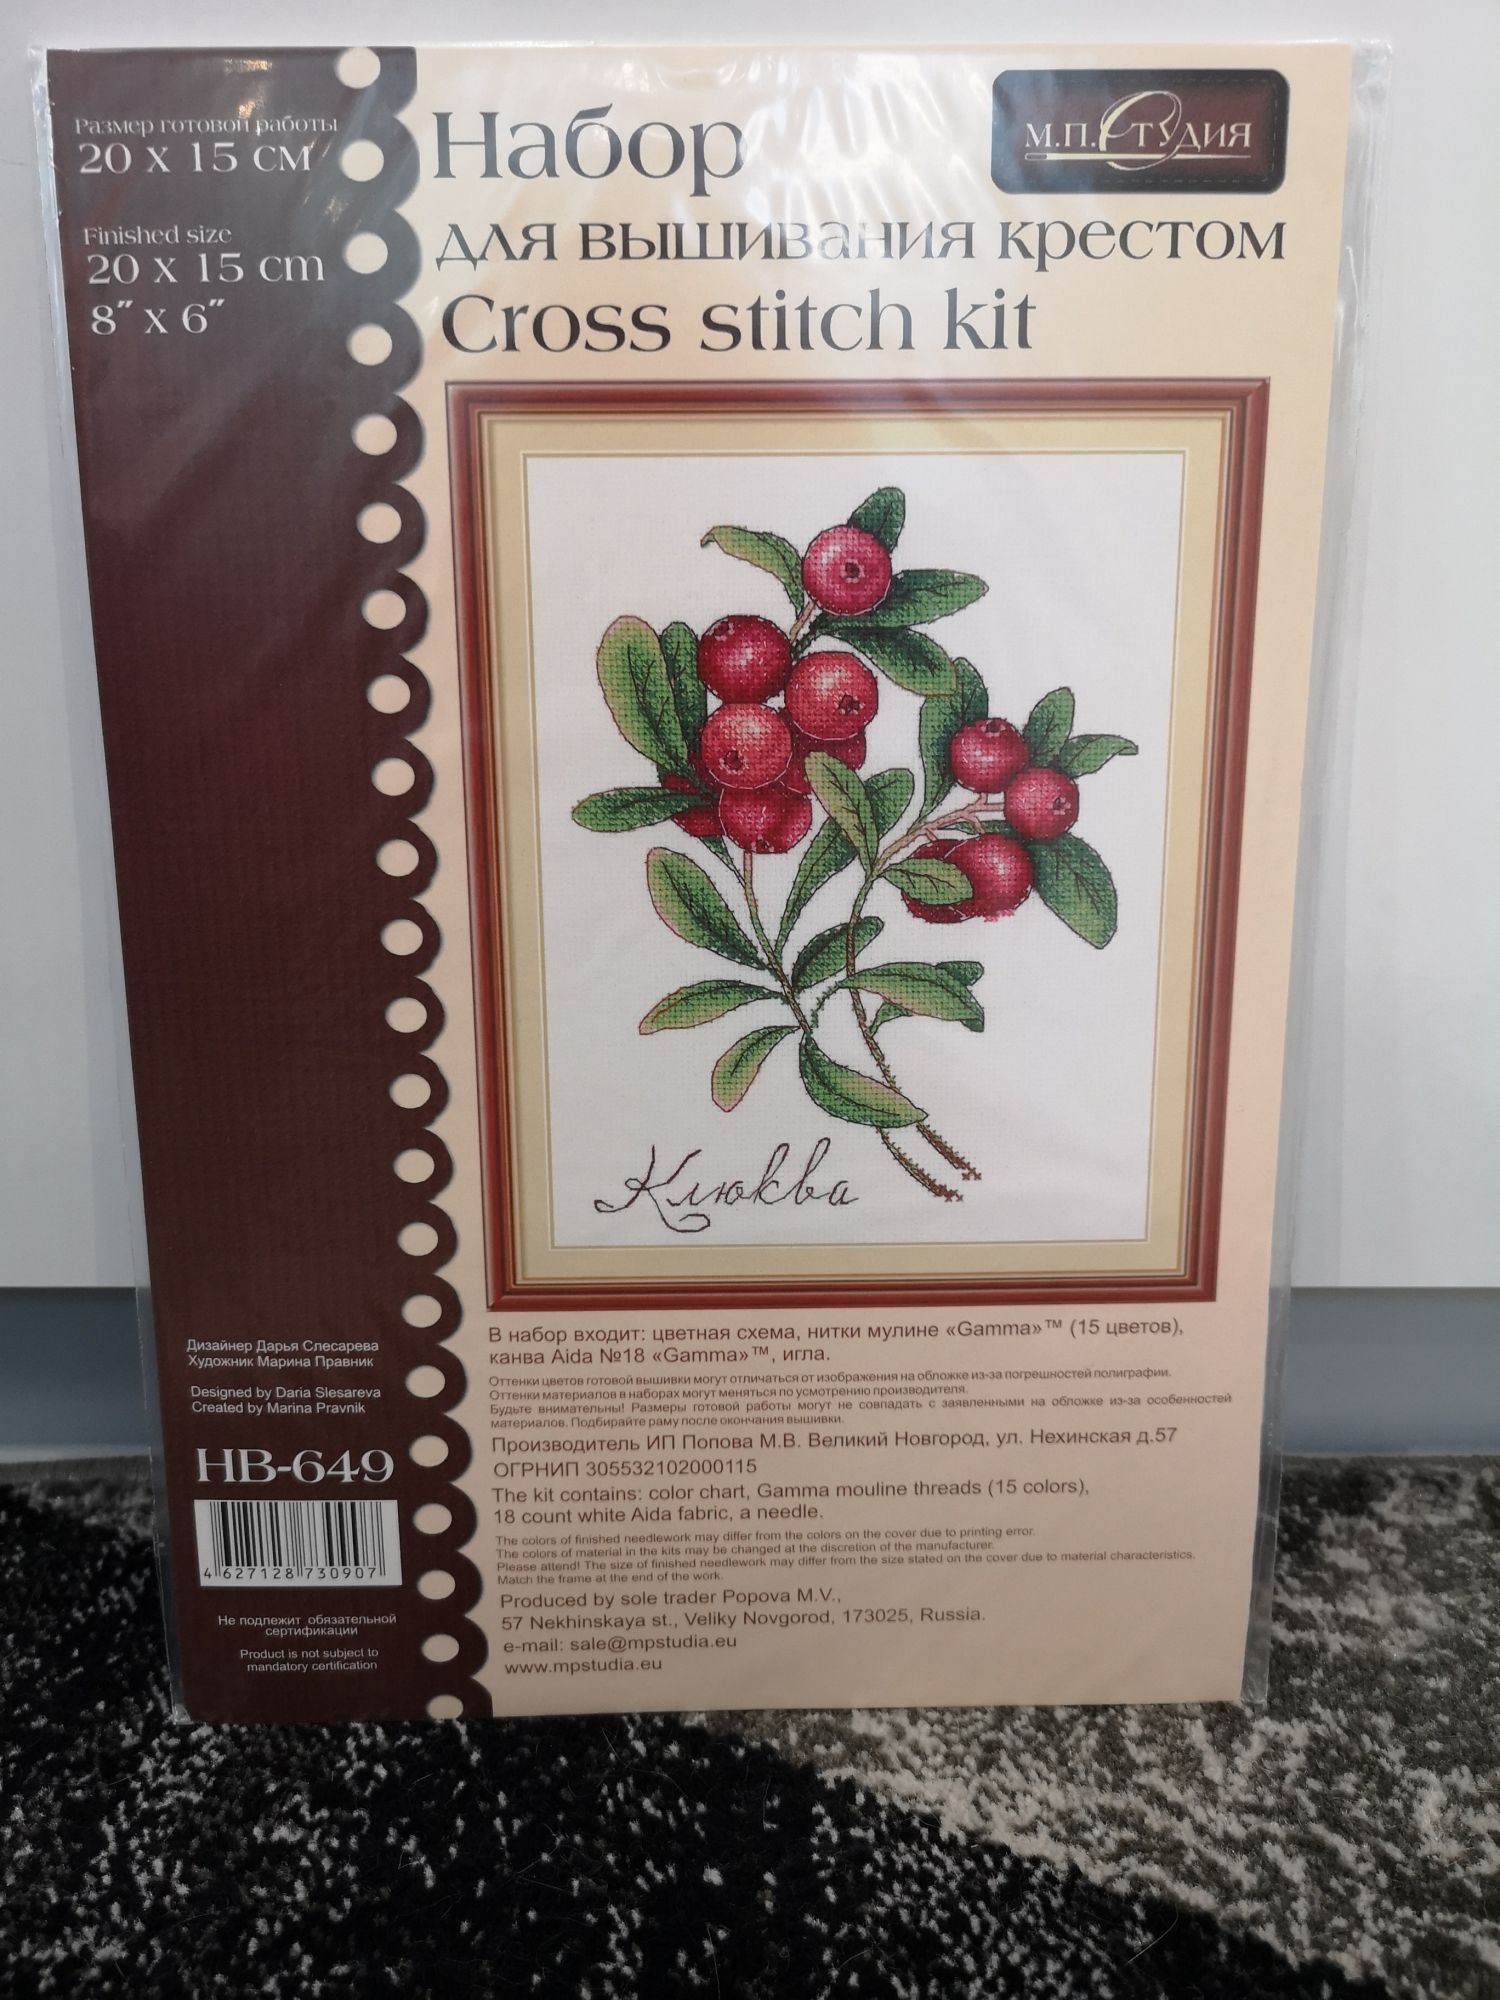 Размер готовой работы
20 x 15 см
Finished size
20 x 15 cm
8" x 6"
Набор
для вышивания крестом
Cross stitch kit
М.П.СТУДИЯ
Клюква
Дизайнер Дарья Слесарева
Художник Марина Правник
Designed by Daria Slesareva
Created by Marina Pravnik
НВ-649
4 627128 730907
Не подлежит обязательной
сертификации
Product is not subject to
mandatory certification
В набор входит: цветная схема, нитки мулине «Gamma»™ (15 цветов),
канва Aida №18 «Gamma»™, игла.
Оттенки цветов готовой вышивки могут отличаться от изображения на обложке из-за погрешностей полиграфии.
Оттенки материалов в наборах могут меняться по усмотрению производителя.
Будьте внимательны! Размеры готовой работы могут не совпадать с заявленными на обложке из-за особенностей
материалов. Подбирайте раму после окончания вышивки.
Производитель ИП Попова М.В. Великий Новгород, ул. Нехинская д.57
ОГРНИП 305532102000115
The kit contains: color chart, Gamma mouline threads (15 colors),
18 count white Aida fabric, a needle.
The colors of finished needlework may differ from the colors on the cover due to printing error.
The colors of material in the kits may be changed at the discretion of the manufacturer.
Please attend! The size of finished needlework may differ from the size stated on the cover due to material characteristics.
Match the frame at the end of the work.
Produced by sole trader Popova M.V.,
57 Nekhinskaya st., Veliky Novgorod, 173025, Russia.
e-mail: sale@mpstudia.eu
www.mpstudia.eu